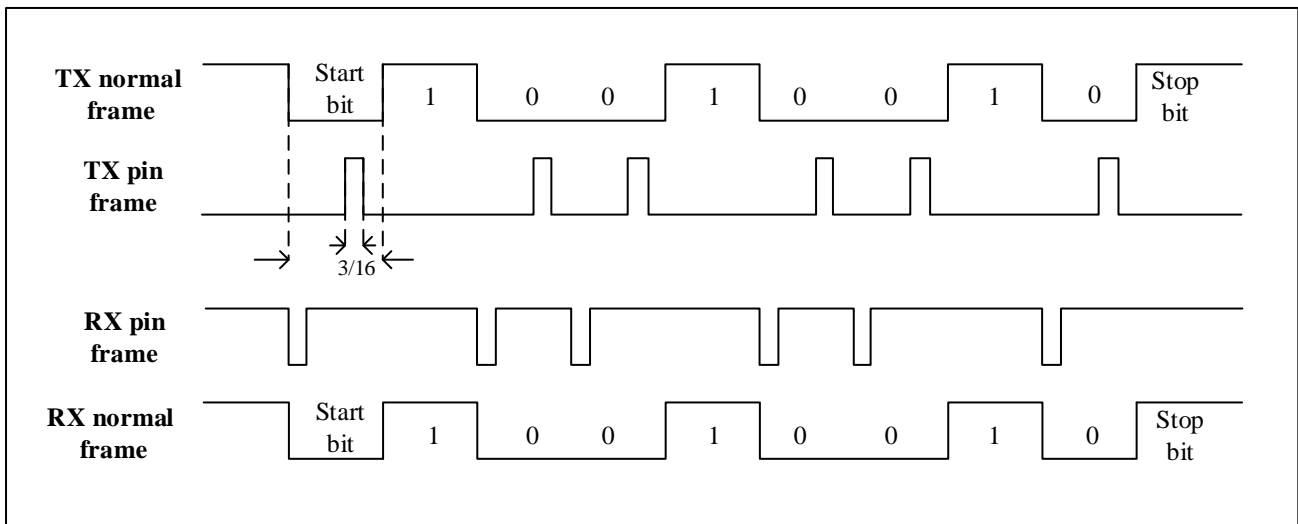 TX normal
frame
Start
bit
1 0 0 1 0 0 1 0
Stop
bit
TX pin
frame
3/16
RX pin
frame
RX normal
frame
Start
bit
1 0 0 1 0 0 1 0
Stop
bit